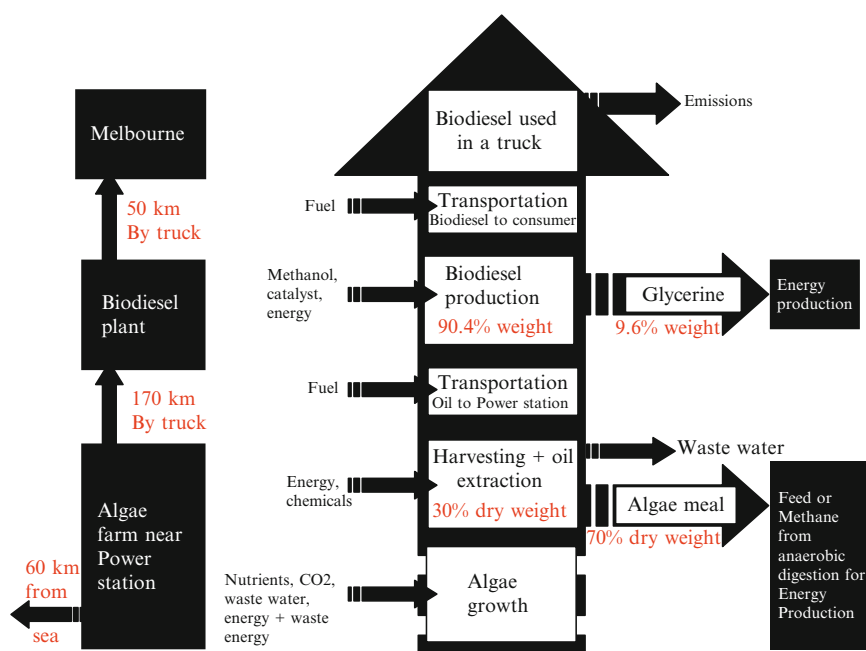 Melbourne
50 km
By truck
Biodiesel
plant
170 km
By truck
Algae
farm near
Power
station
60 km
from
sea
Biodiesel used
in a truck
Emissions
Fuel
Transportation
Biodiesel to consumer
Methanol,
catalyst,
energy
Biodiesel
production
90.4% weight
Glycerine
9.6% weight
Energy
production
Fuel
Transportation
Oil to Power station
Energy,
chemicals
Harvesting + oil
extraction
30% dry weight
Waste water
Algae meal
70% dry weight
Feed or
Methane
from
anaerobic
digestion for
Energy
Production
Nutrients, CO2,
waste water,
energy + waste
energy
Algae
growth